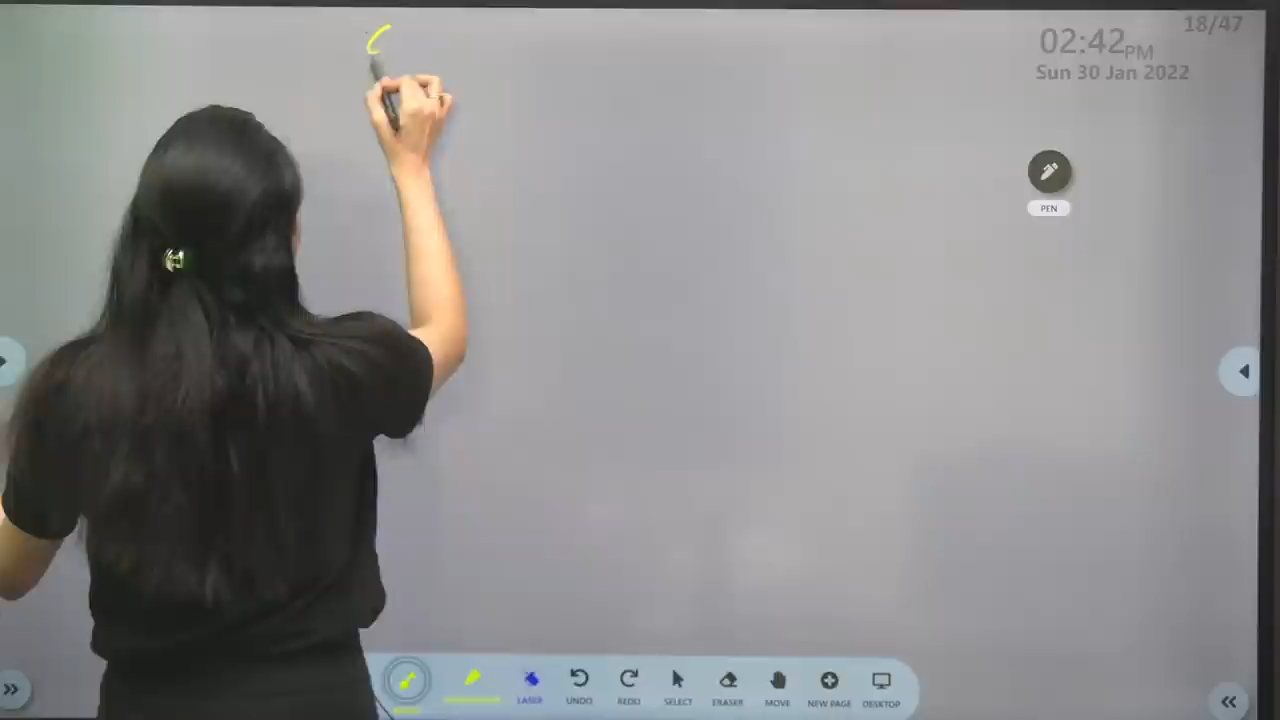 18/47
02:42PM
Sun 30 Jan 2022
PEN
LASER
UNDO
REDO
SELECT
ERASER
MOVE
NEW PAGE
DESKTOP